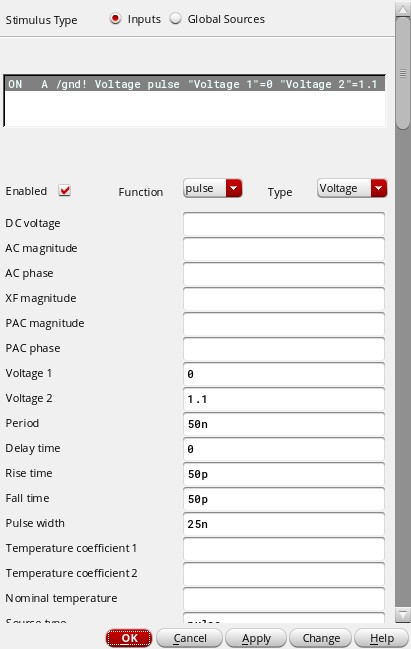 Stimulus Type Inputs Global Sources
ON A /gnd! Voltage pulse "Voltage 1"=0 "Voltage 2"=1.1
Enabled Function pulse Type Voltage
DC voltage
AC magnitude
AC phase
XF magnitude
PAC magnitude
PAC phase
Voltage 1 0
Voltage 2 1.1
Period 50n
Delay time 0
Rise time 50p
Fall time 50p
Pulse width 25n
Temperature coefficient 1
Temperature coefficient 2
Nominal temperature
Source type pulse
OK Cancel Apply Change Help